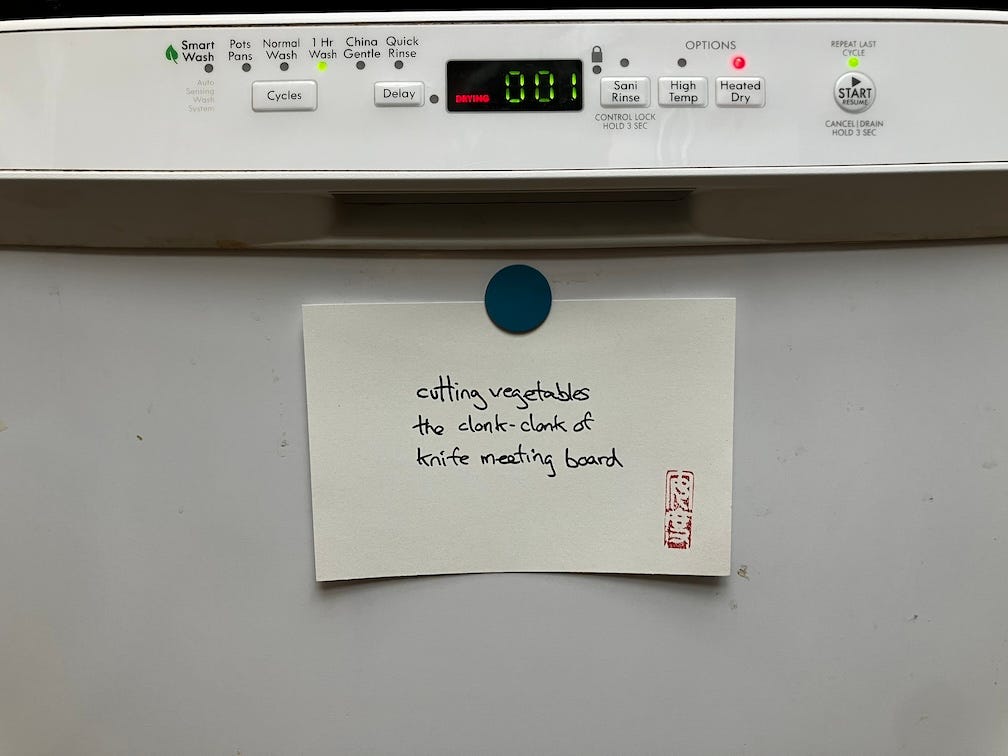 Smart Wash
Pots Pans
Normal Wash
1 Hr Wash
China Gentle
Quick Rinse
Auto Sensing Wash System
Cycles
Delay
DRYING
001
OPTIONS
Sani Rinse
High Temp
Heated Dry
CONTROL LOCK
HOLD 3 SEC
REPEAT LAST CYCLE
START
RESUME
CANCEL|DRAIN
HOLD 3 SEC
cutting vegetables
the clonk-clonk of
knife meeting board